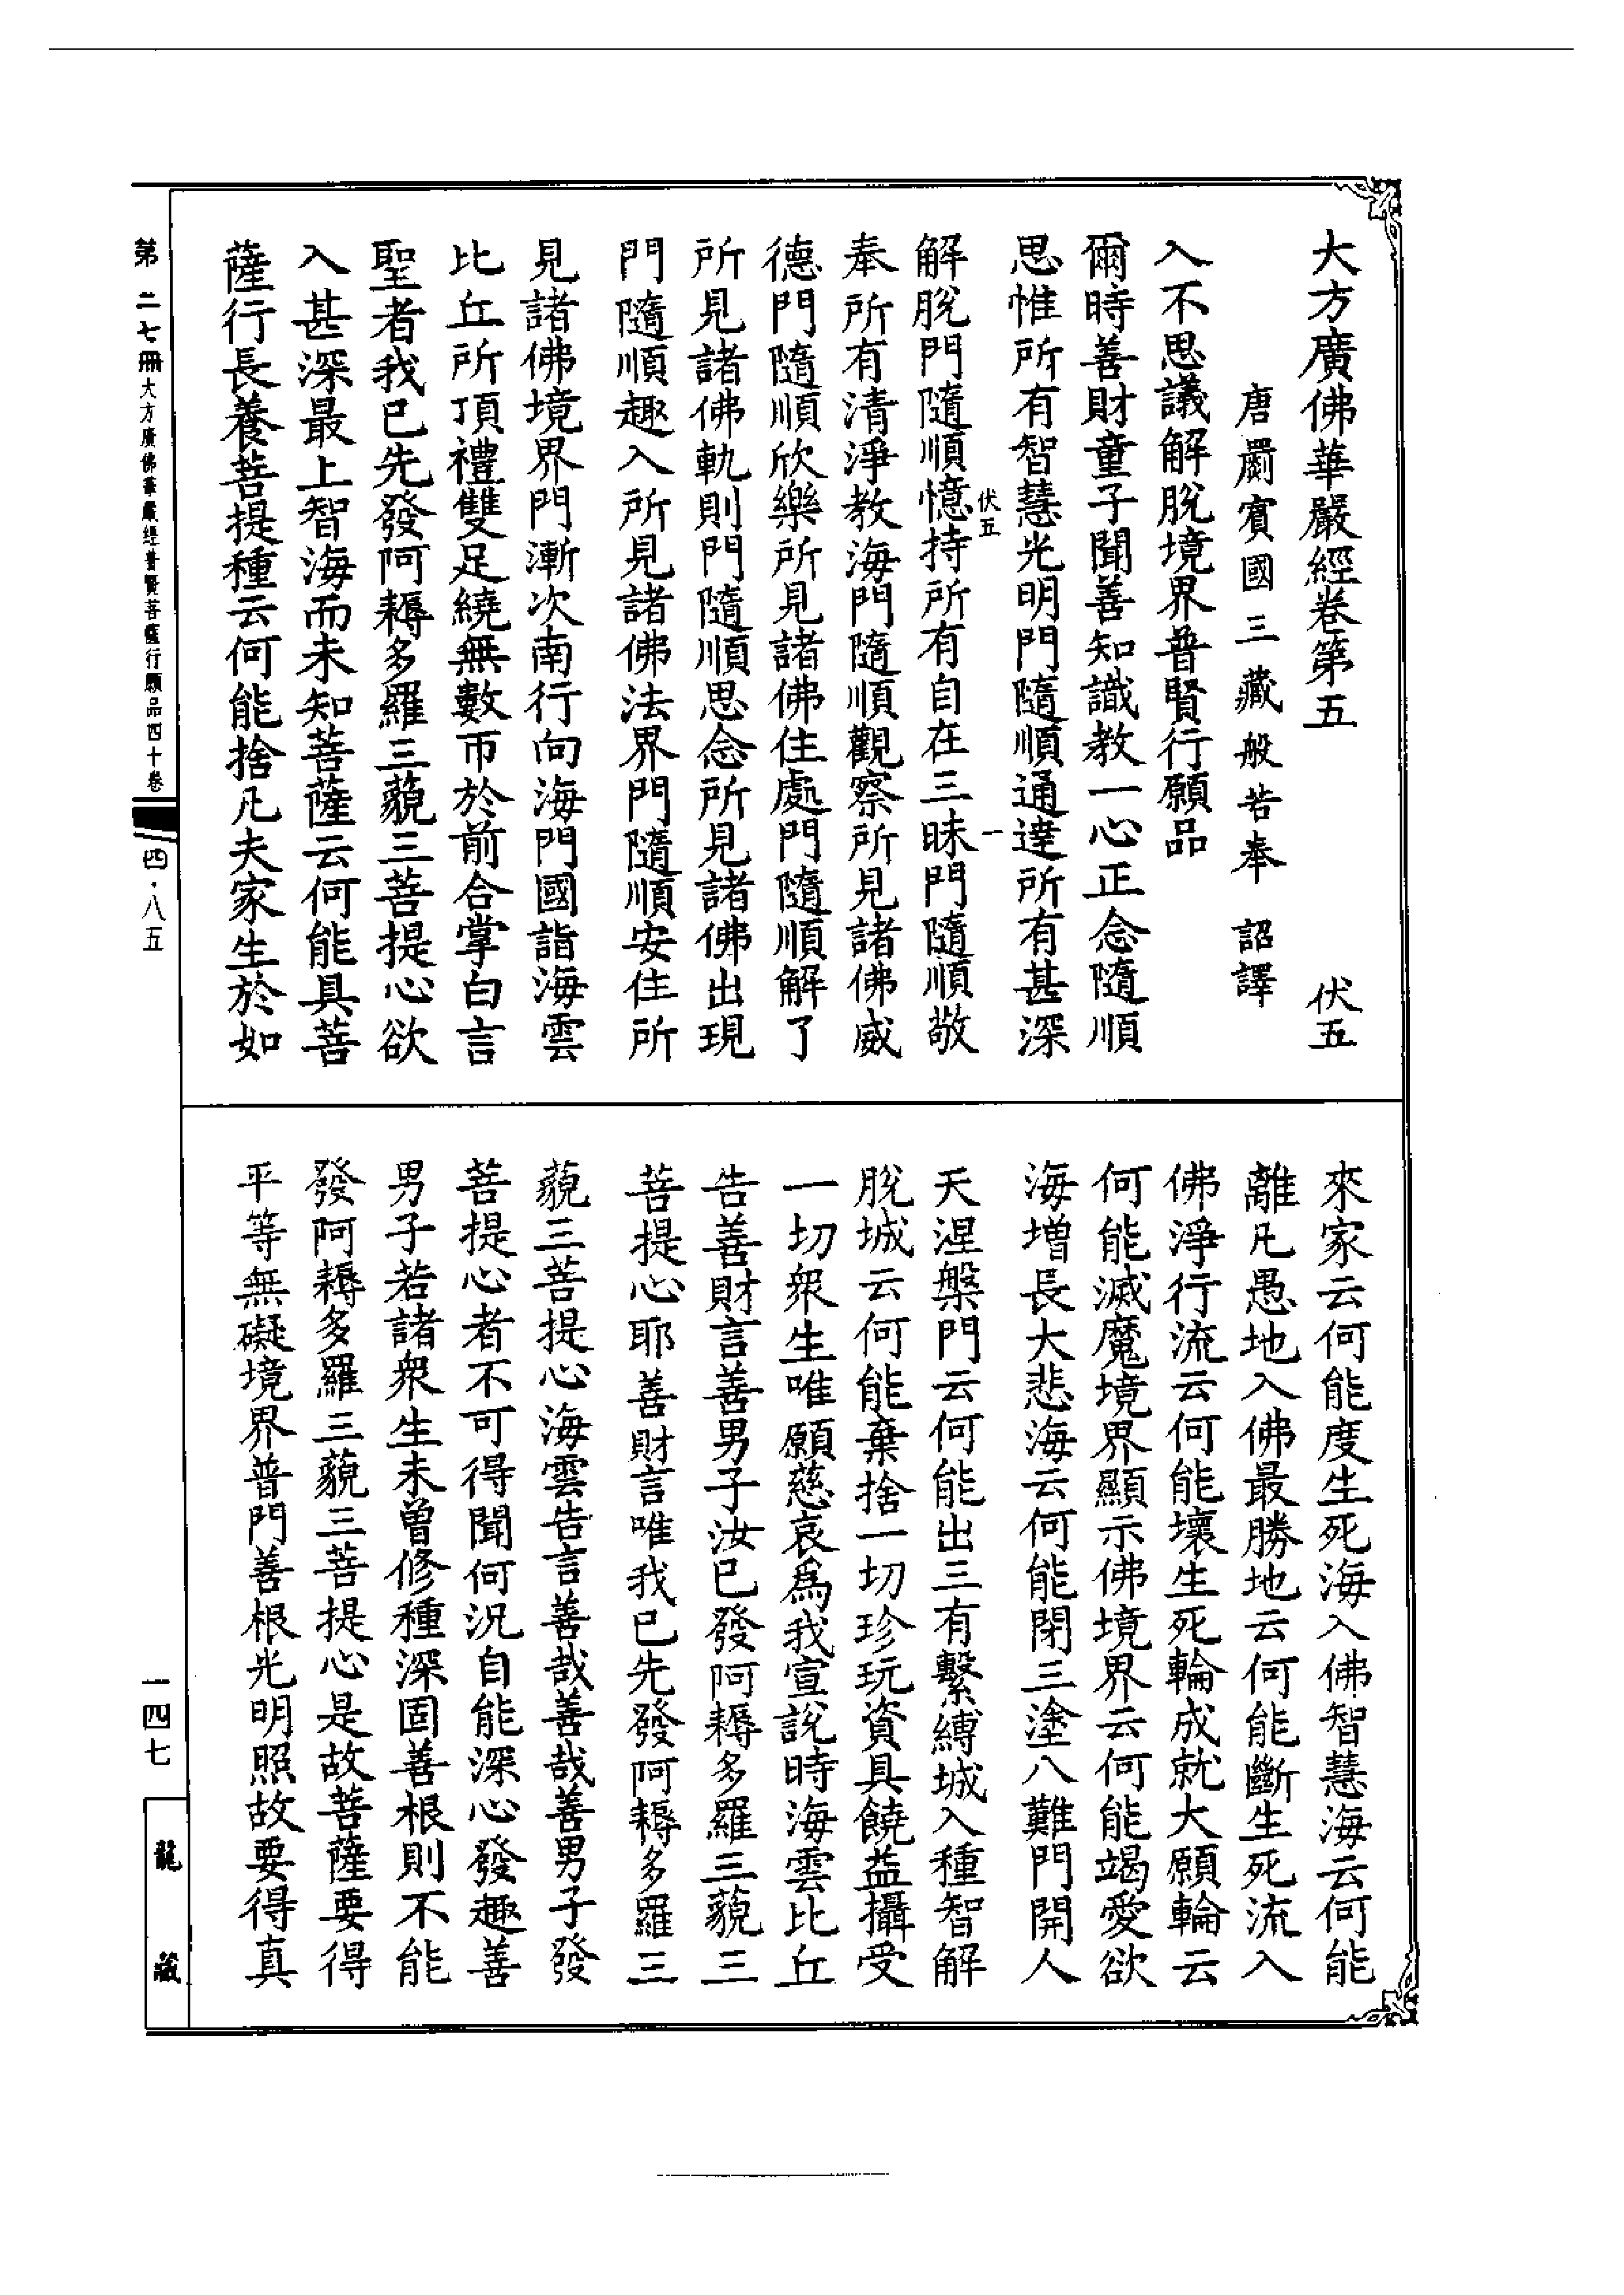 大方廣佛華嚴經卷第五　伏五
唐罽賓國三藏般若奉　詔譯
入不思議解脫境界普賢行願品
爾時善財童子聞善知識教一心正念隨順
思惟所有智慧光明門隨順通達所有甚深
伏五　一
解脫門隨順憶持所有自在三昧門隨順敬
奉所有清淨教海門隨順觀察所見諸佛威
德門隨順欣樂所見諸佛住處門隨順解了
所見諸佛軌則門隨順思念所見諸佛出現
門隨順趣入所見諸佛法界門隨順安住所
見諸佛境界門漸次南行向海門國詣海雲
比丘所頂禮雙足繞無數帀於前合掌白言
聖者我已先發阿耨多羅三藐三菩提心欲
入甚深最上智海而未知菩薩云何能具菩
薩行長養菩提種云何能捨凡夫家生於如
來家云何能度生死海入佛智慧海云何能
離凡愚地入佛最勝地云何能斷生死流入
佛淨行流云何能壞生死輪成就大願輪云
何能滅魔境界顯示佛境界云何能竭愛欲
海增長大悲海云何能閉三塗八難門開人
天涅槃門云何能出三有繫縛城入種智解
脫城云何能棄捨一切珍玩資具饒益攝受
一切衆生唯願慈哀爲我宣說時海雲比丘
告善財言善男子汝已發阿耨多羅三藐三
菩提心耶善財言唯我已先發阿耨多羅三
藐三菩提心海雲告言善哉善哉善男子發
菩提心者不可得聞何況自能深心發趣善
男子若諸衆生未曾修種深固善根則不能
發阿耨多羅三藐三菩提心是故菩薩要得
平等無礙境界普門善根光明照故要得真
第二七冊　大方廣佛華嚴經普賢菩薩行願品四十卷　四·八五
一四七
龍藏